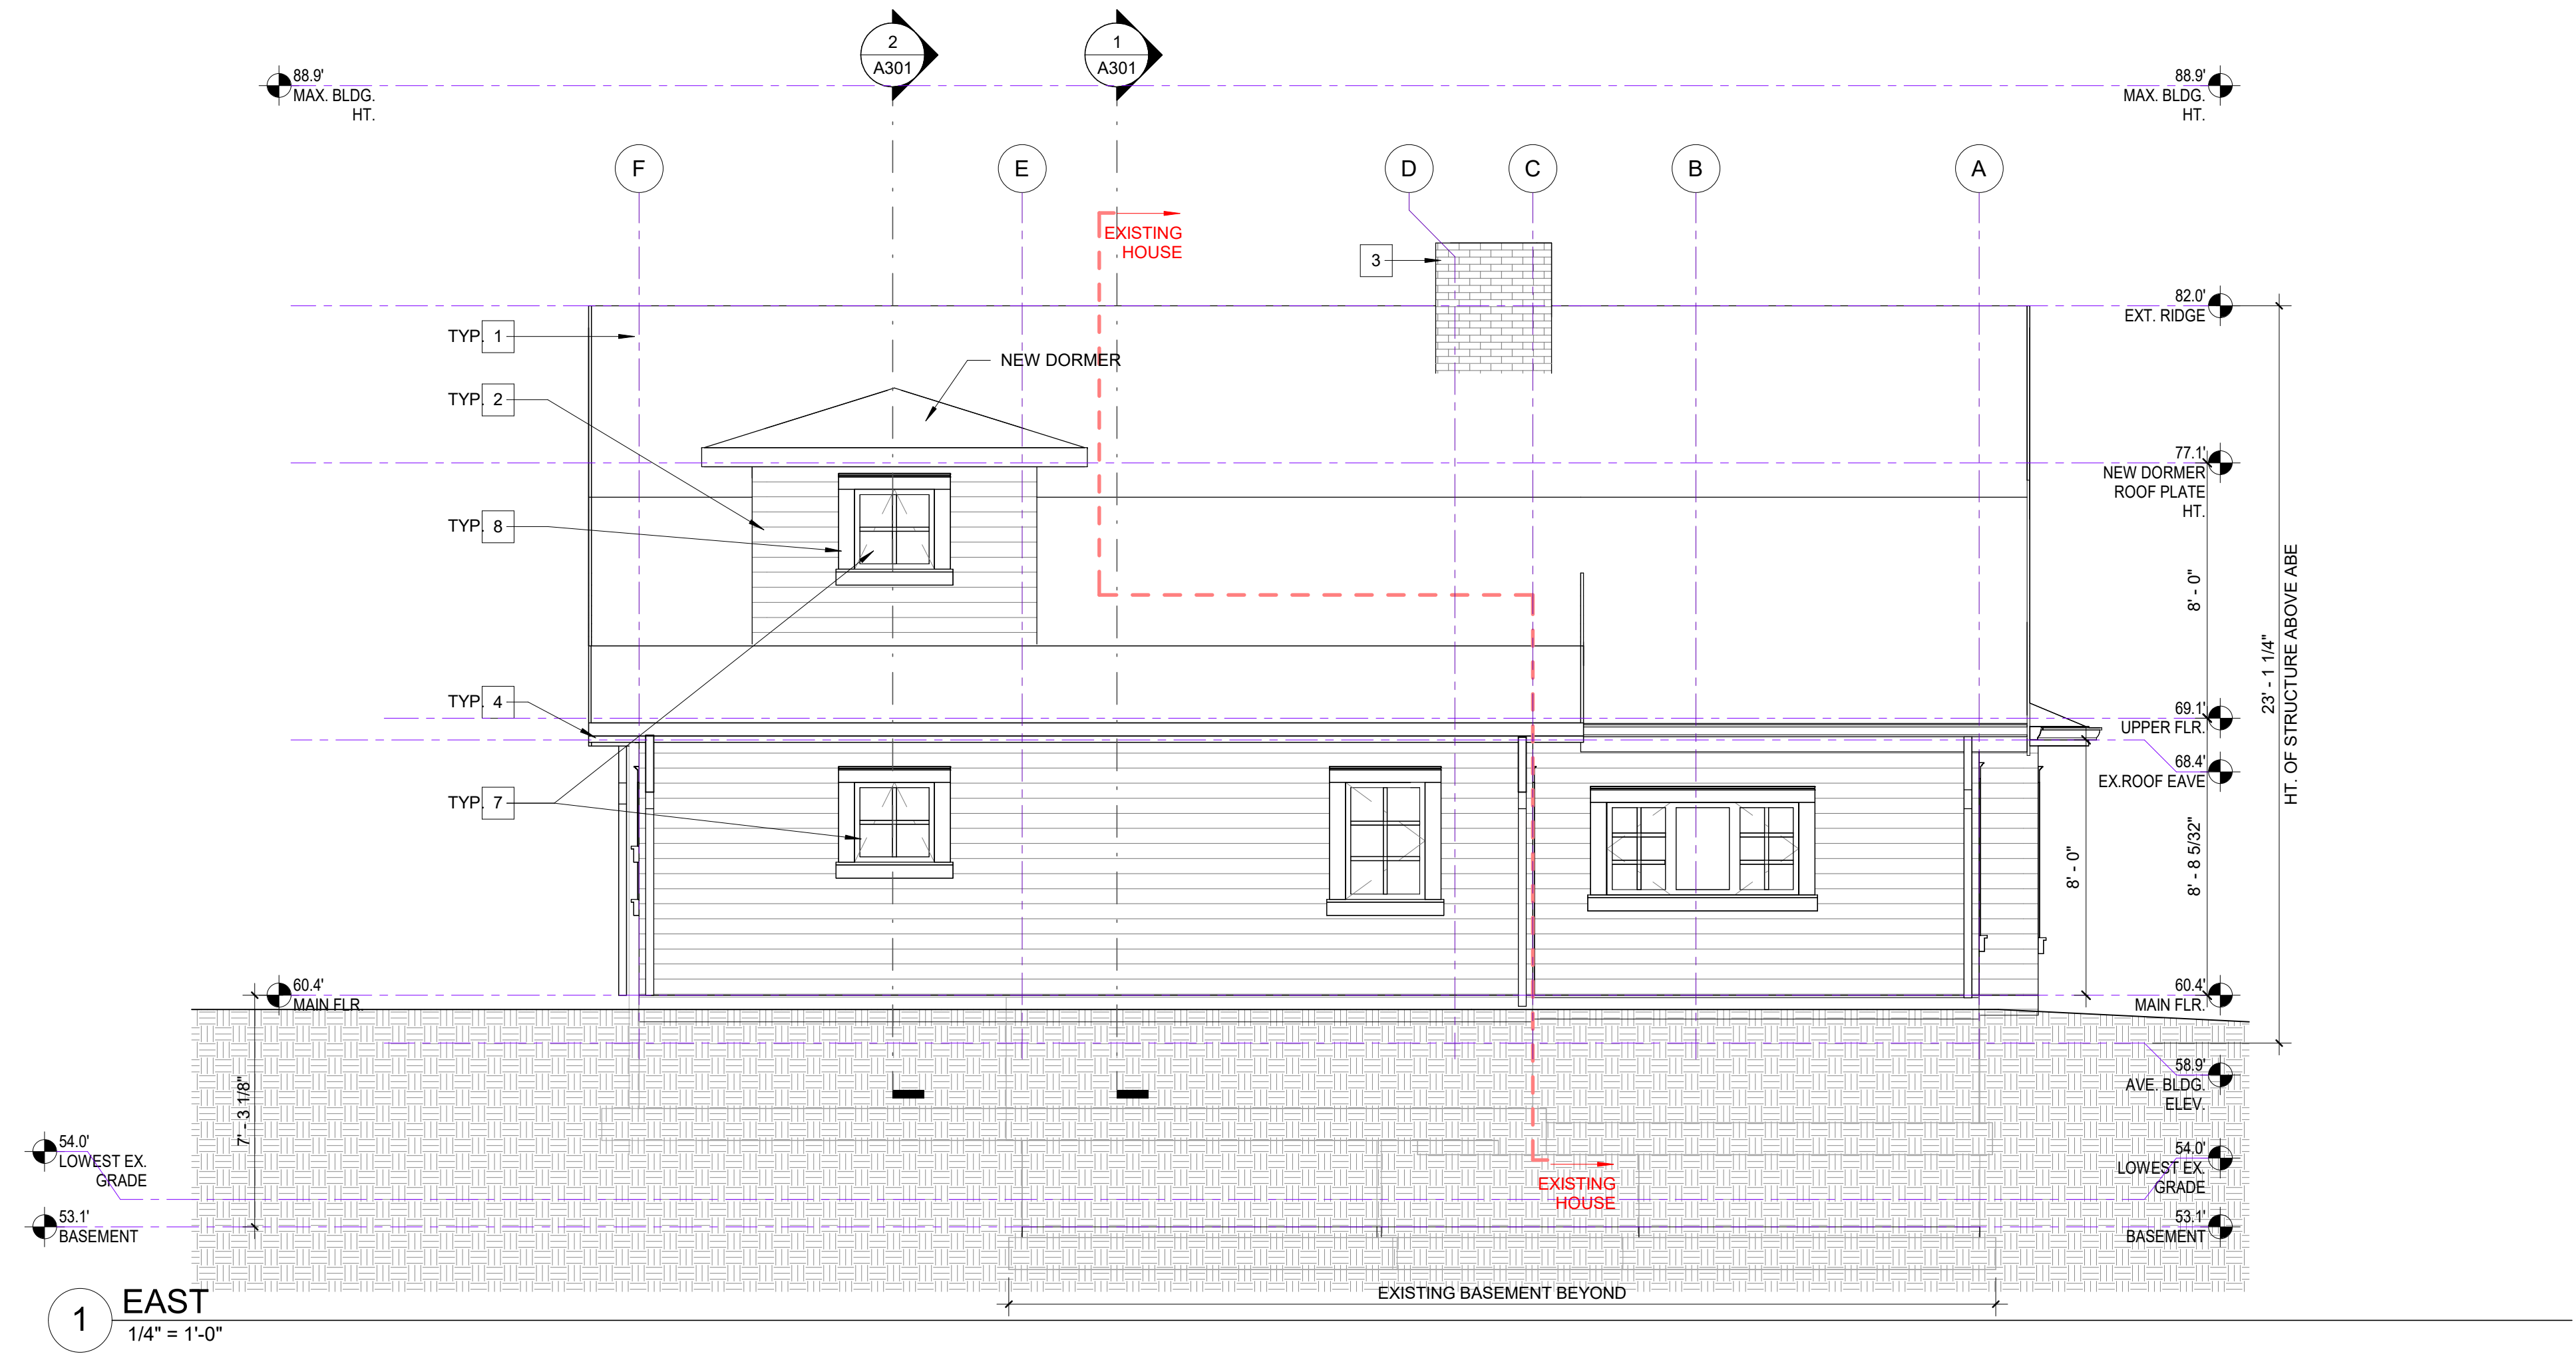 2
A301
1
A301
88.9'
MAX. BLDG.
HT.
88.9'
MAX. BLDG.
HT.
F
E
D
C
B
A
EXISTING
HOUSE
3
82.0'
EXT. RIDGE
TYP. 1
NEW DORMER
TYP. 2
77.1'
NEW DORMER
ROOF PLATE
HT.
TYP. 8
8' - 0"
23' - 1 1/4"
HT. OF STRUCTURE ABOVE ABE
TYP. 4
69.1'
UPPER FLR.
68.4'
EX.ROOF EAVE
TYP. 7
8' - 0"
8' - 8 5/32"
60.4'
MAIN FLR.
60.4'
MAIN FLR.
58.9'
AVE. BLDG.
ELEV.
7' - 3 1/8"
54.0'
LOWEST EX.
GRADE
54.0'
LOWEST EX.
GRADE
EXISTING
HOUSE
53.1'
BASEMENT
53.1'
BASEMENT
EXISTING BASEMENT BEYOND
1
EAST
1/4" = 1'-0"